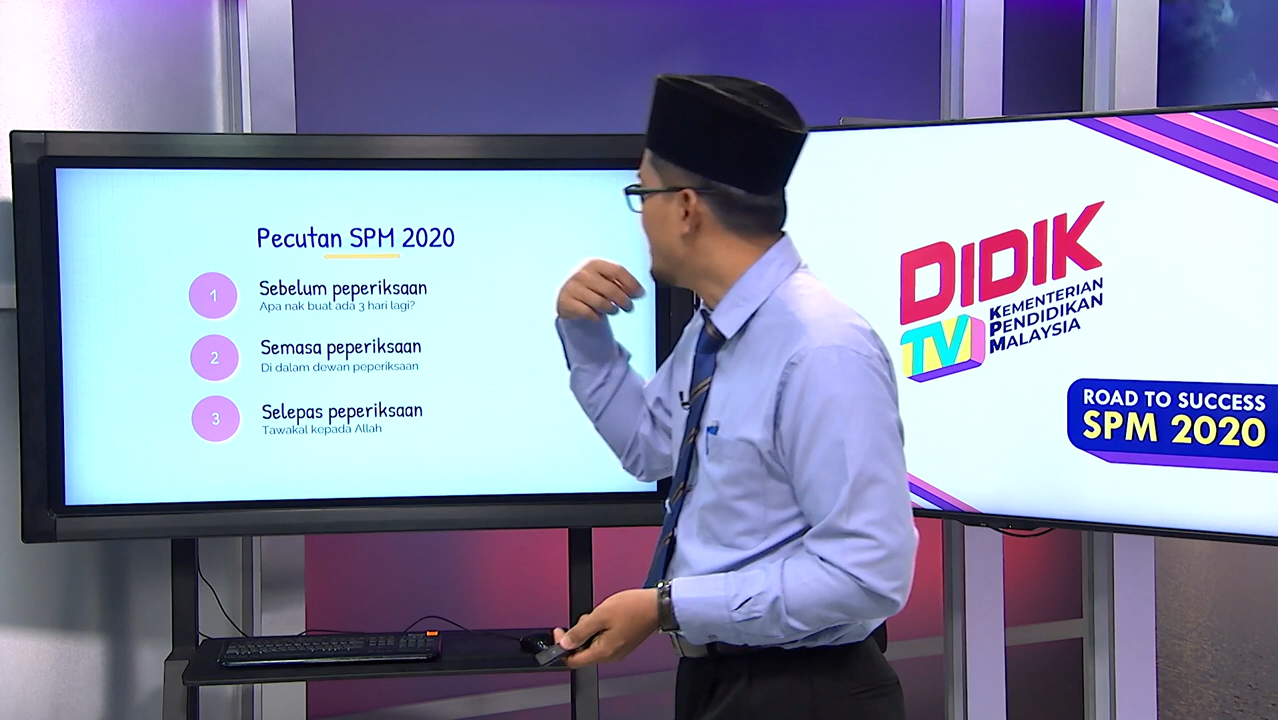 Pecutan SPM 2020
1
Sebelum peperiksaan
Apa nak buat ada 3 hari lagi?
2
Semasa peperiksaan
Di dalam dewan peperiksaan
3
Selepas peperiksaan
Tawakal kepada Allah
DIDIK
TV
KEMENTERIAN
PENDIDIKAN
MALAYSIA
ROAD TO SUCCESS
SPM 2020